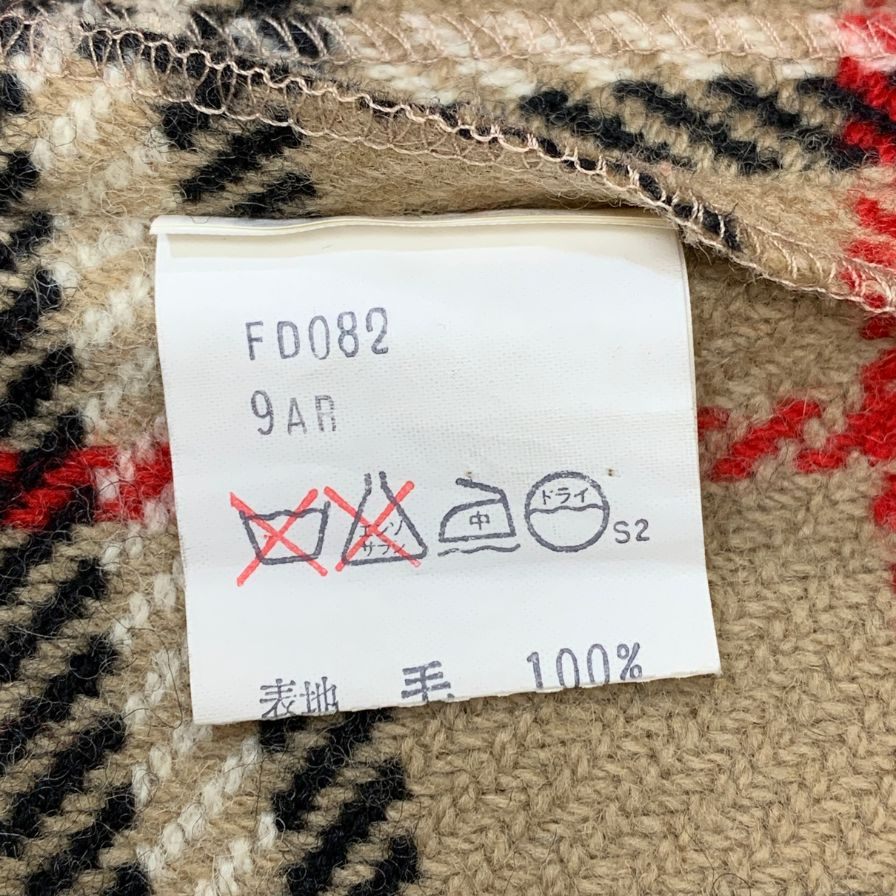 FD082
9AR
エンソ
サラシ
中
ドライ
S2
表地 毛 100%